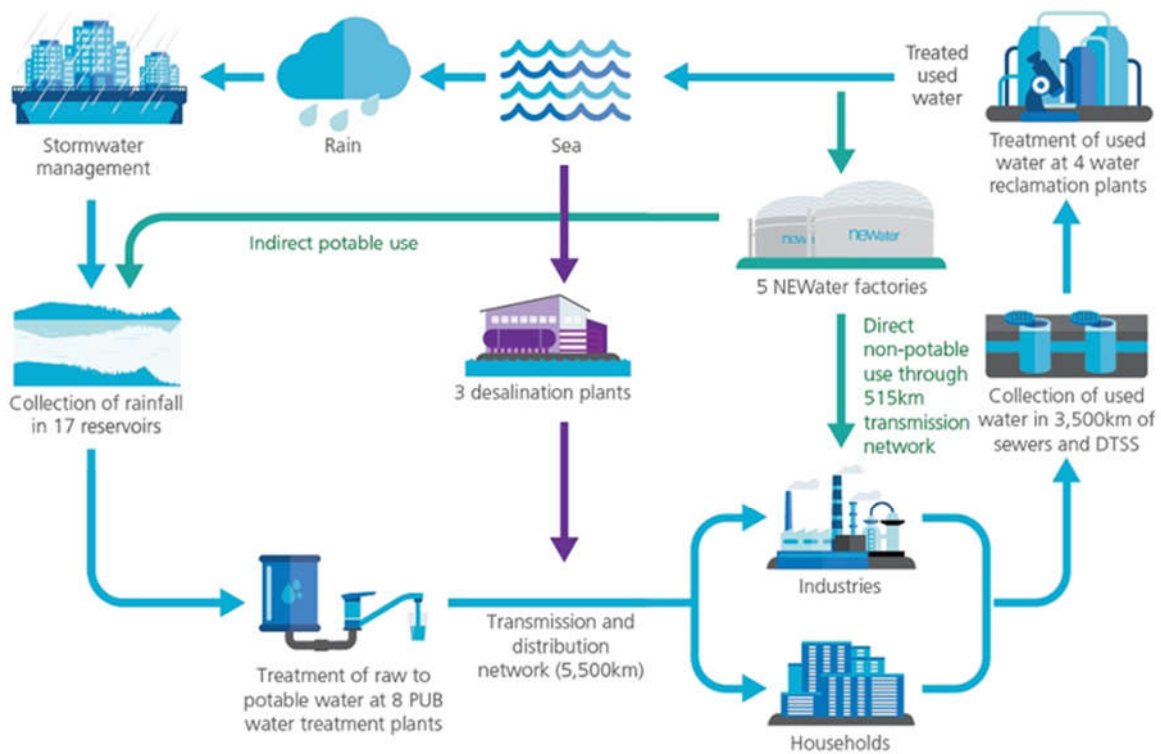 Treated
used
water
Stormwater
management
Rain
Sea
Treatment of used
water at 4 water
reclamation plants
Indirect potable use
newa
newater
5 NEWater factories
Direct
non-potable
use through
515km
transmission
network
3 desalination plants
Collection of rainfall
in 17 reservoirs
Collection of used
water in 3,500km of
sewers and DTSS
Industries
Transmission and
distribution
network (5,500km)
Treatment of raw to
potable water at 8 PUB
water treatment plants
Households